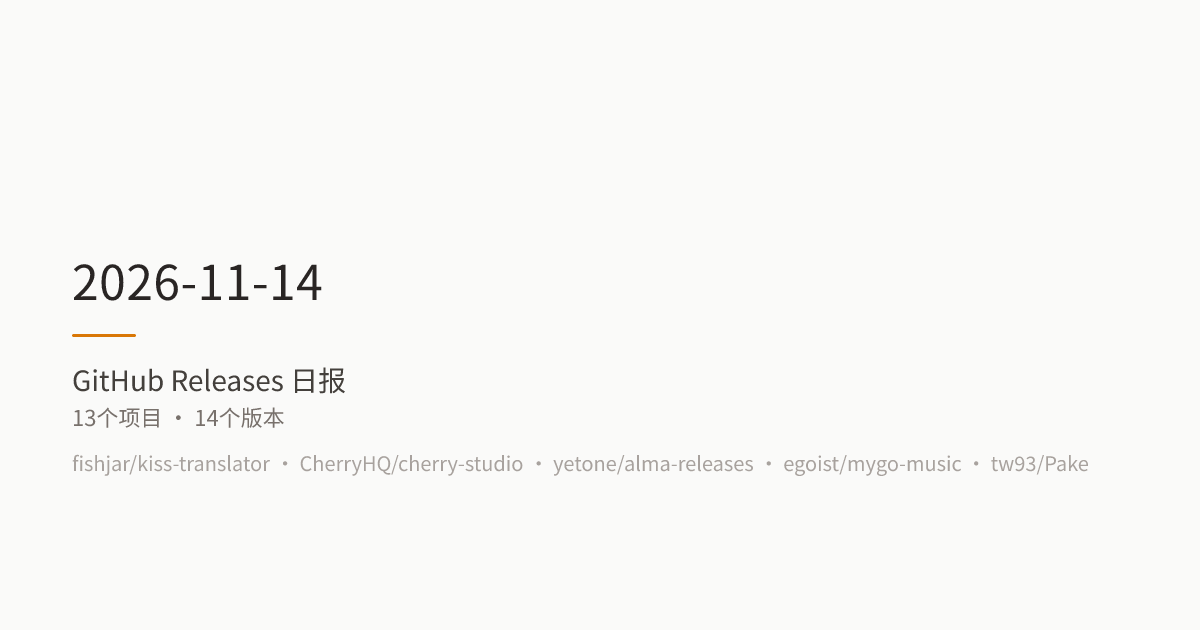 2026-11-14
GitHub Releases 日报
13个项目 • 14个版本
fishjar/kiss-translator • CherryHQ/cherry-studio • yetone/alma-releases • egoist/mygo-music • tw93/Pake